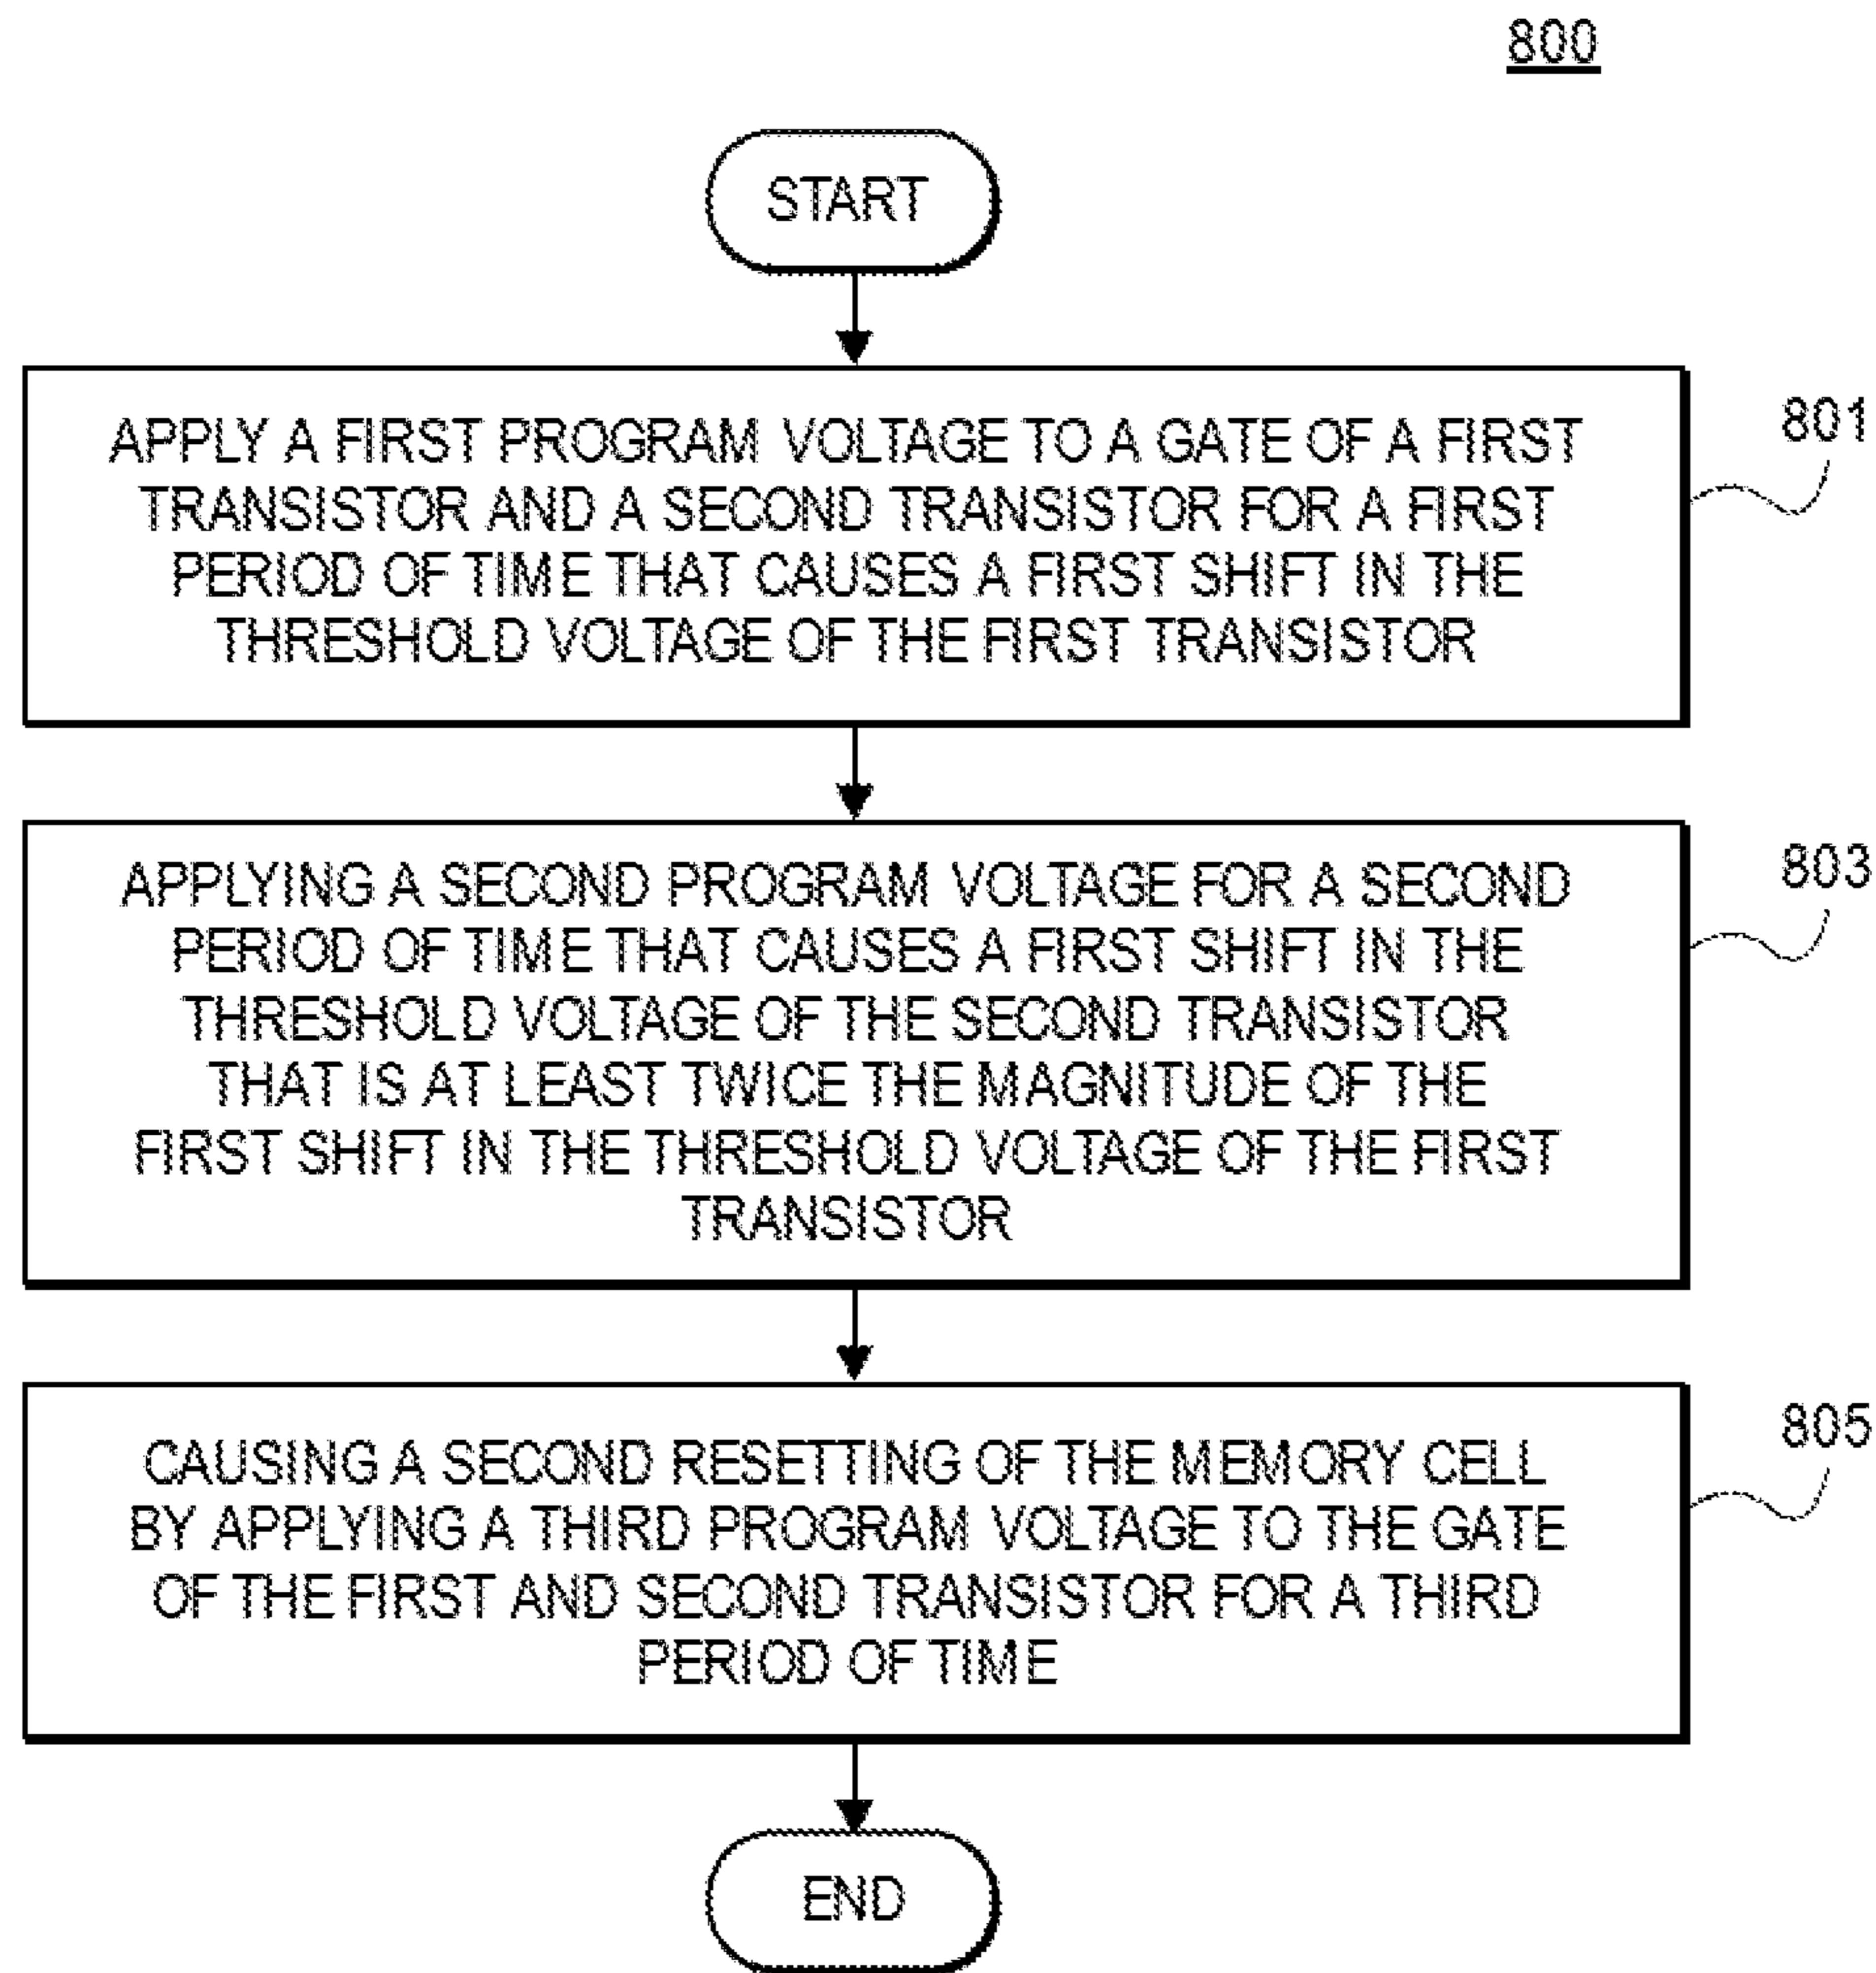 800
START
APPLY A FIRST PROGRAM VOLTAGE TO A GATE OF A FIRST
TRANSISTOR AND A SECOND TRANSISTOR FOR A FIRST
PERIOD OF TIME THAT CAUSES A FIRST SHIFT IN THE
THRESHOLD VOLTAGE OF THE FIRST TRANSISTOR
801
APPLYING A SECOND PROGRAM VOLTAGE FOR A SECOND
PERIOD OF TIME THAT CAUSES A FIRST SHIFT IN THE
THRESHOLD VOLTAGE OF THE SECOND TRANSISTOR
THAT IS AT LEAST TWICE THE MAGNITUDE OF THE
FIRST SHIFT IN THE THRESHOLD VOLTAGE OF THE FIRST
TRANSISTOR
803
CAUSING A SECOND RESETTING OF THE MEMORY CELL
BY APPLYING A THIRD PROGRAM VOLTAGE TO THE GATE
OF THE FIRST AND SECOND TRANSISTOR FOR A THIRD
PERIOD OF TIME
805
END